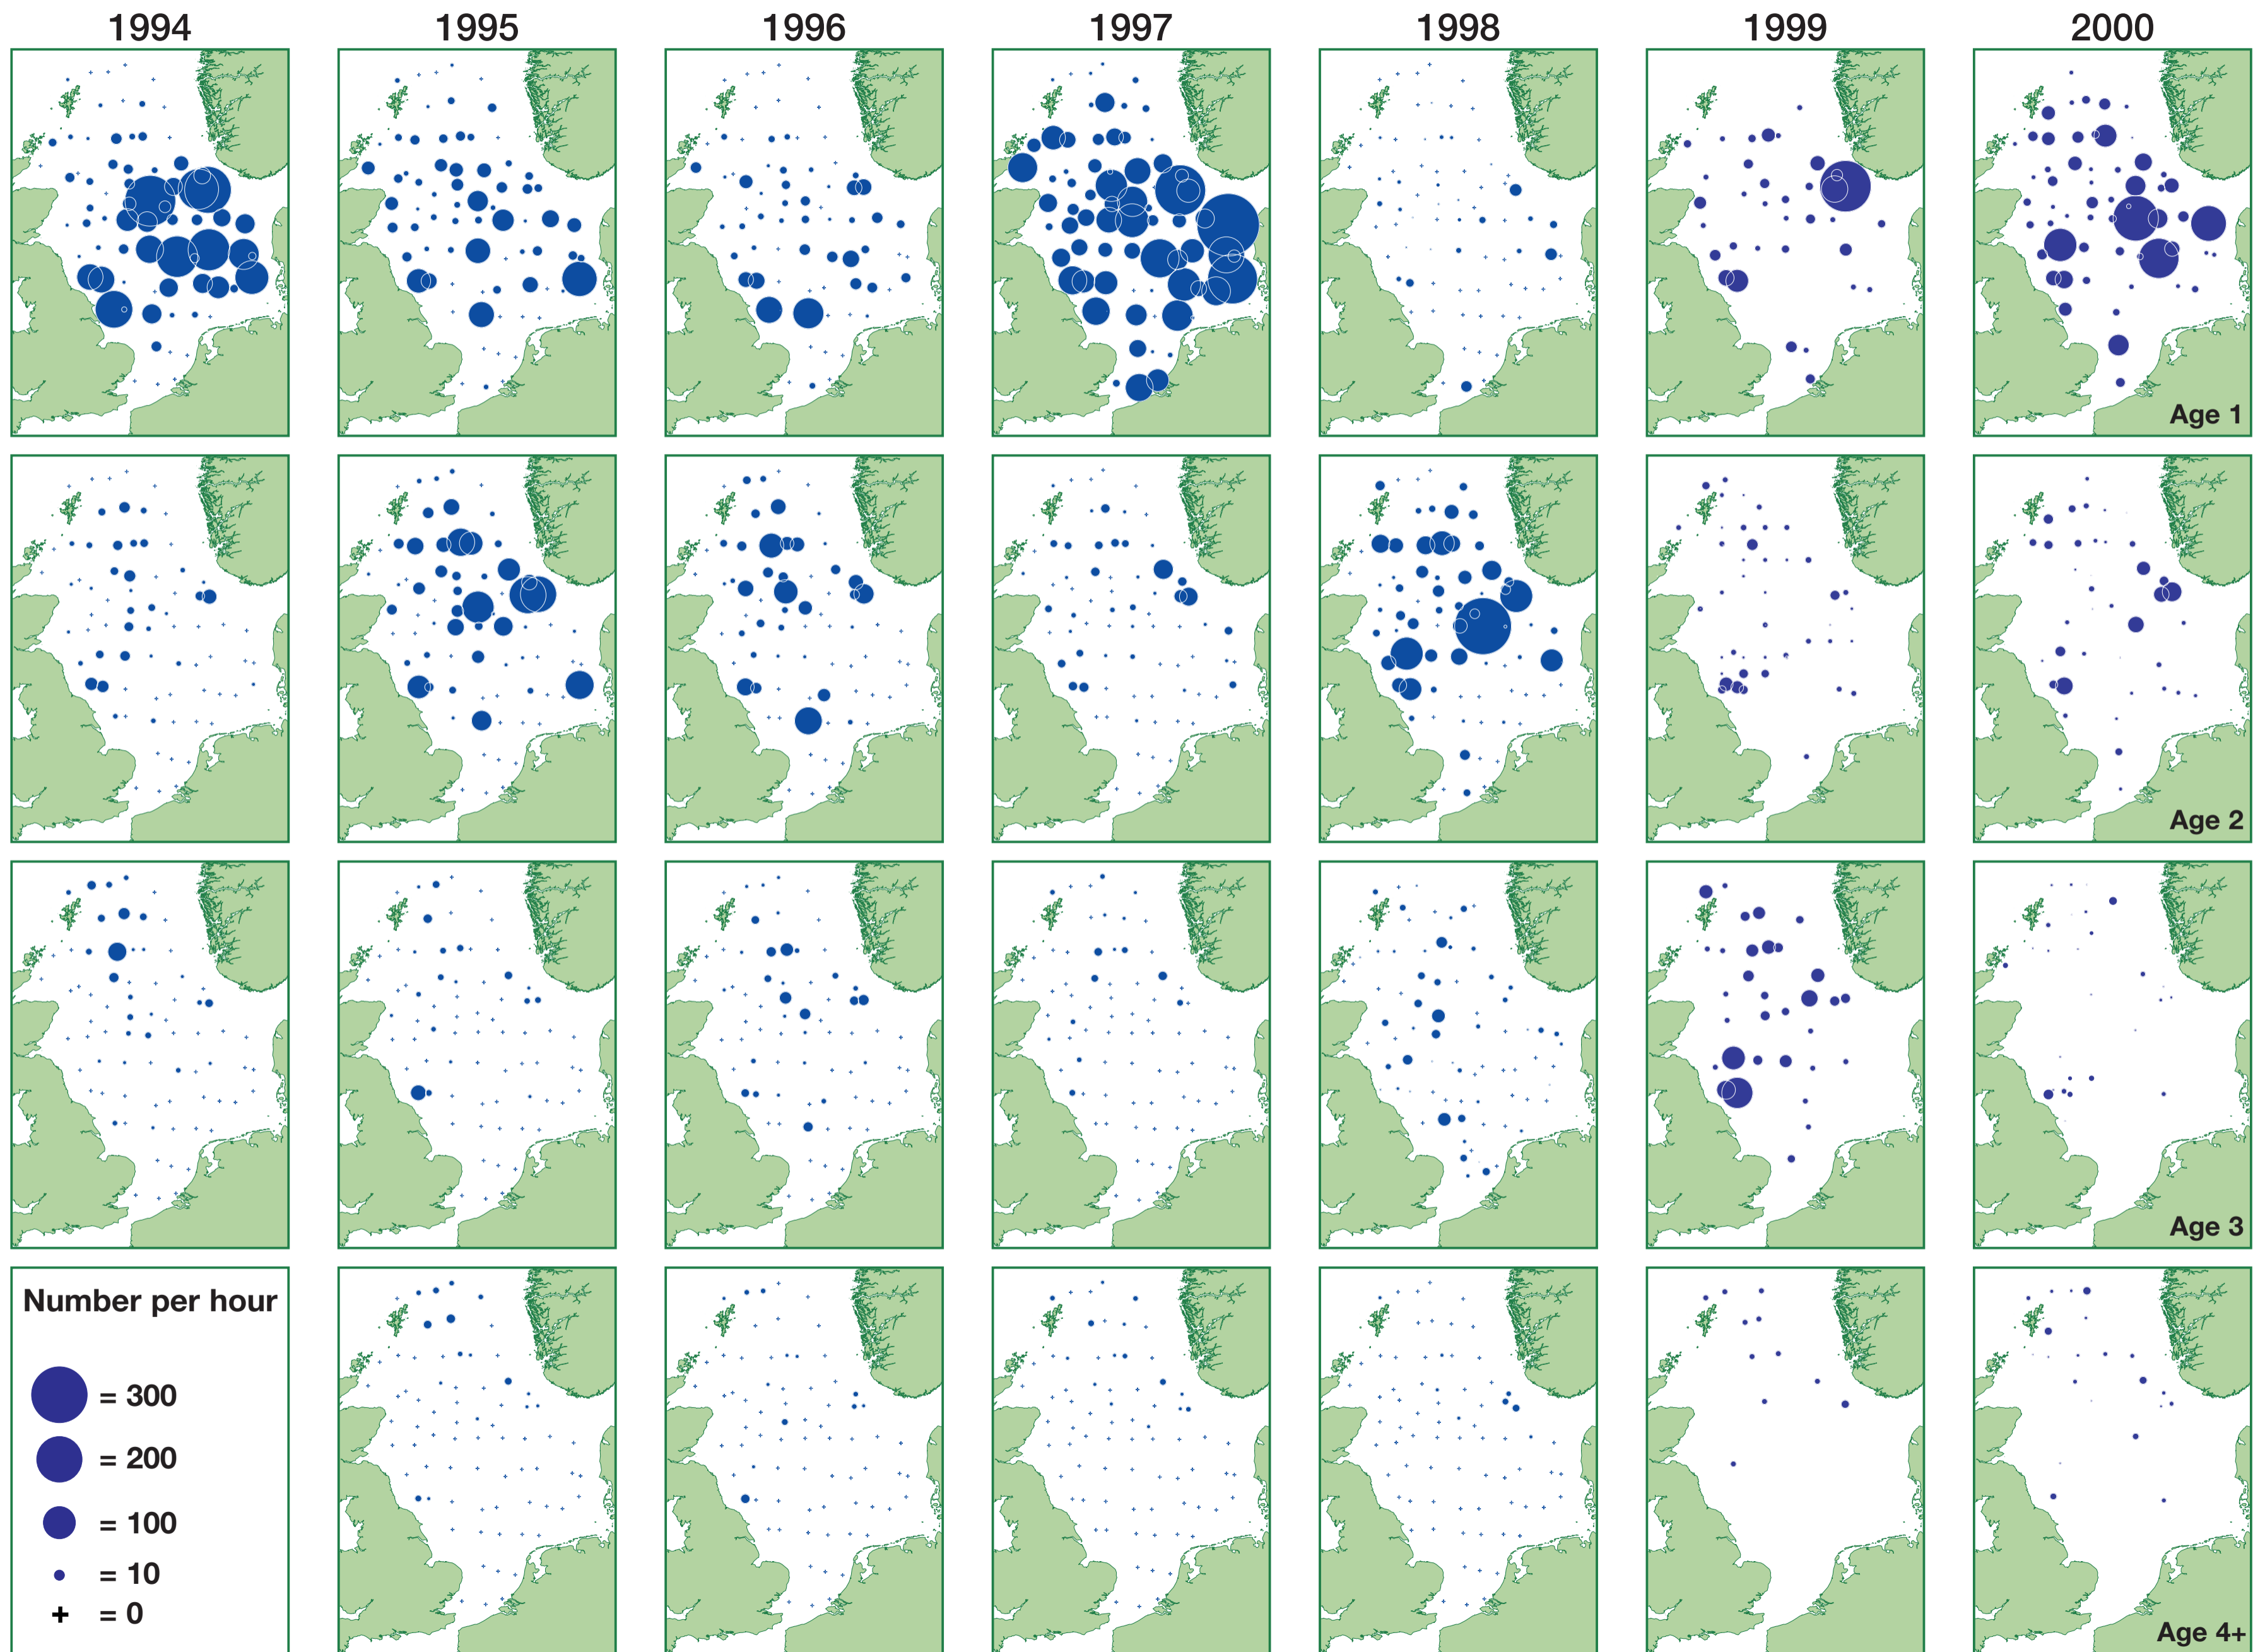 1994 1995 1996 1997 1998 1999 2000
Age 1
Age 2
Age 3
Number per hour
= 300
= 200
= 100
= 10
= 0
Age 4+